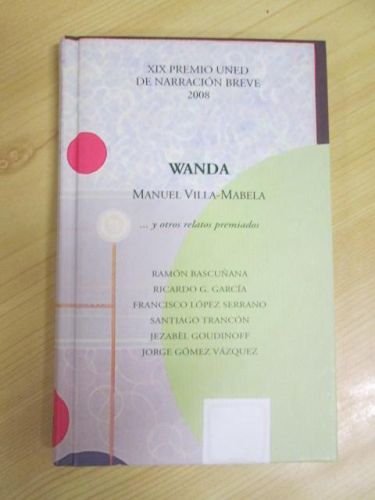 XIX PREMIO UNED
DE NARRACIÓN BREVE
2008
WANDA
MANUEL VILLA-MABELA
... y otros relatos premiados
RAMÓN BASCUÑANA
RICARDO G. GARCÍA
FRANCISCO LÓPEZ SERRANO
SANTIAGO TRANCÓN
JEZABÈL GOUDINOFF
JORGE GÓMEZ VÁZQUEZ